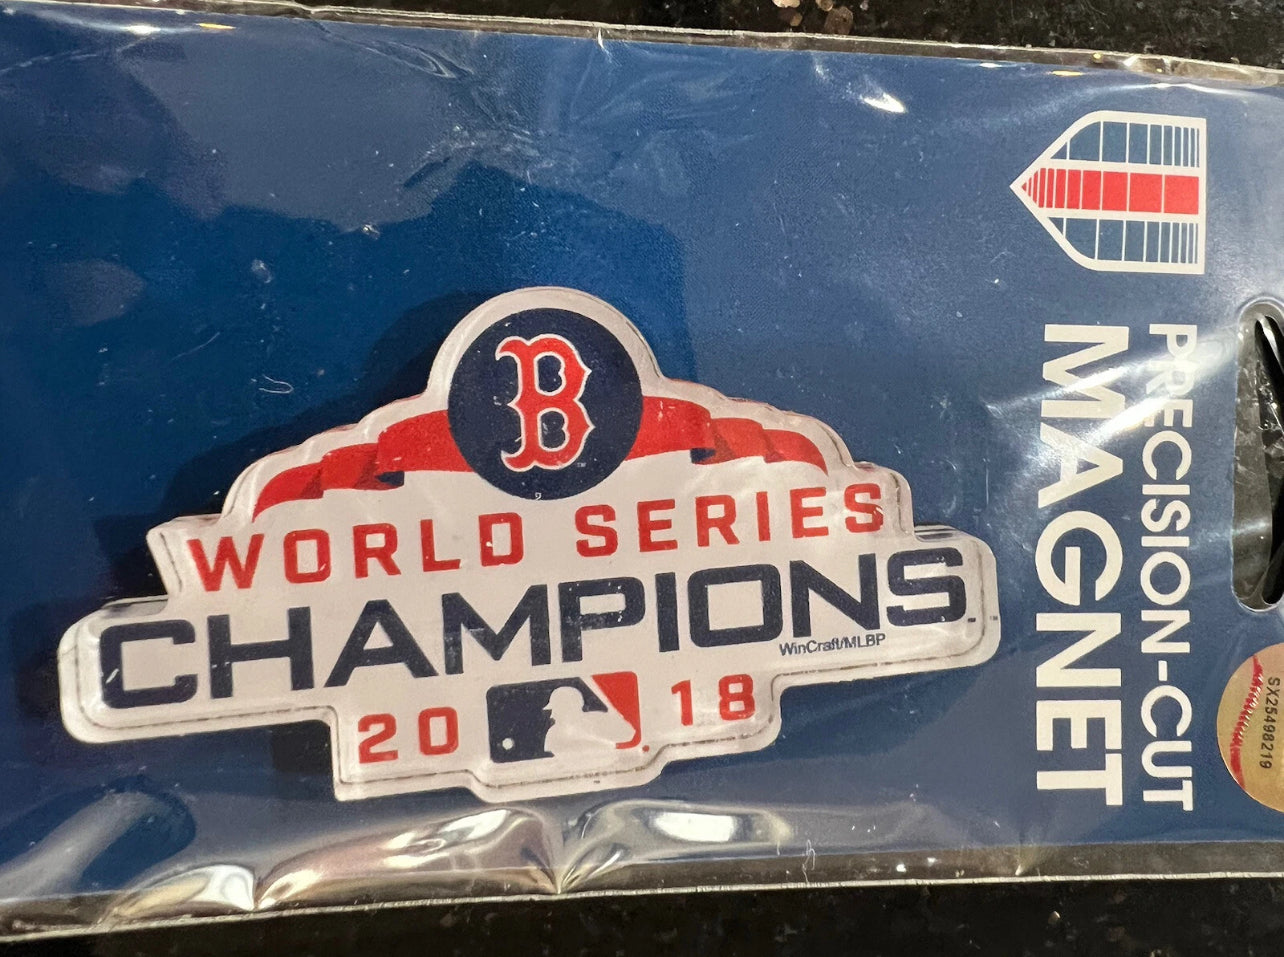 B
WORLD SERIES
CHAMPIONS
WinCraft/MLBP
20 18
PRECISION-CUT
MAGNET
SX25498219